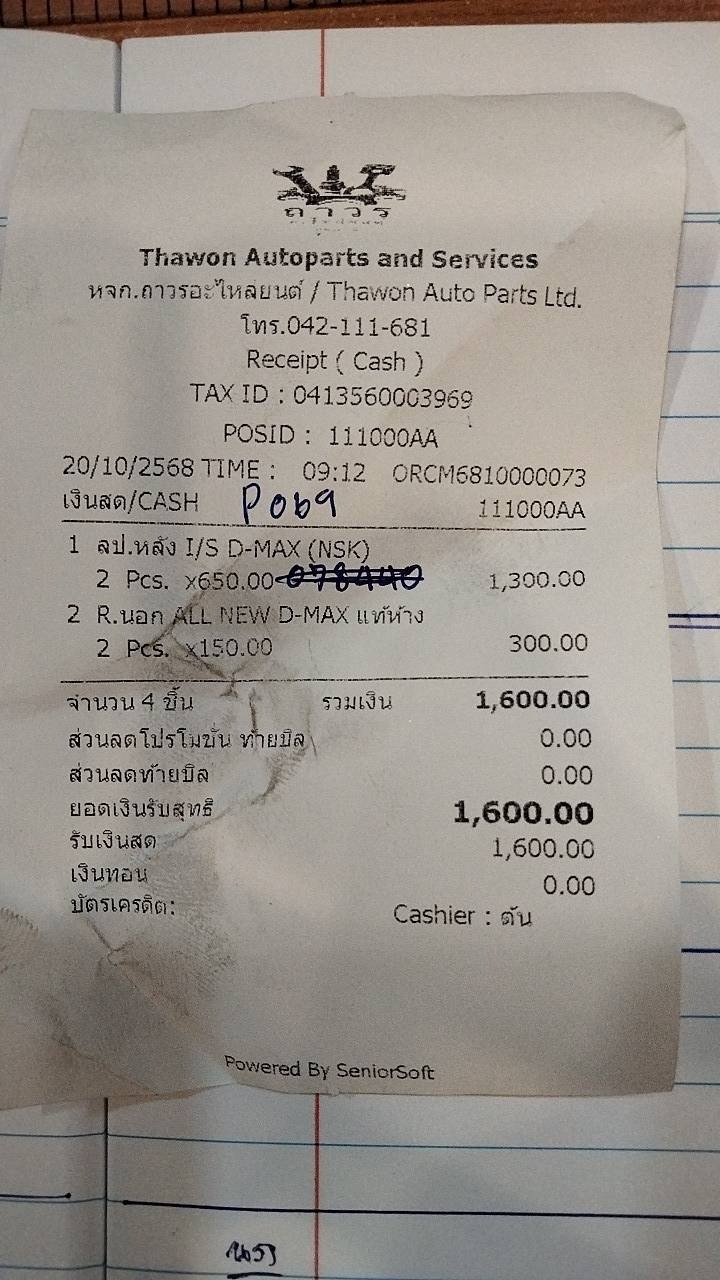 ถาวร
Thawon Autoparts and Services
หจก.ถาวรอะไหล่ยนต์ / Thawon Auto Parts Ltd.
โทร.042-111-681
Receipt ( Cash )
TAX ID : 0413560003969
POSID : 111000AA
20/10/2568 TIME : 09:12 ORCM6810000073
เงินสด/CASH P069 111000AA
1 ลป.หลัง I/S D-MAX (NSK)
2 Pcs. x650.00 078440 1,300.00
2 R.นอก ALL NEW D-MAX แท้ห้าง
2 Pcs. x150.00 300.00
จำนวน 4 ชิ้น รวมเงิน 1,600.00
ส่วนลดโปรโมชั่น ท้ายบิล 0.00
ส่วนลดท้ายบิล 0.00
ยอดเงินรับสุทธิ 1,600.00
รับเงินสด 1,600.00
เงินทอน 0.00
บัตรเครดิต: Cashier : ต้น
Powered By SeniorSoft